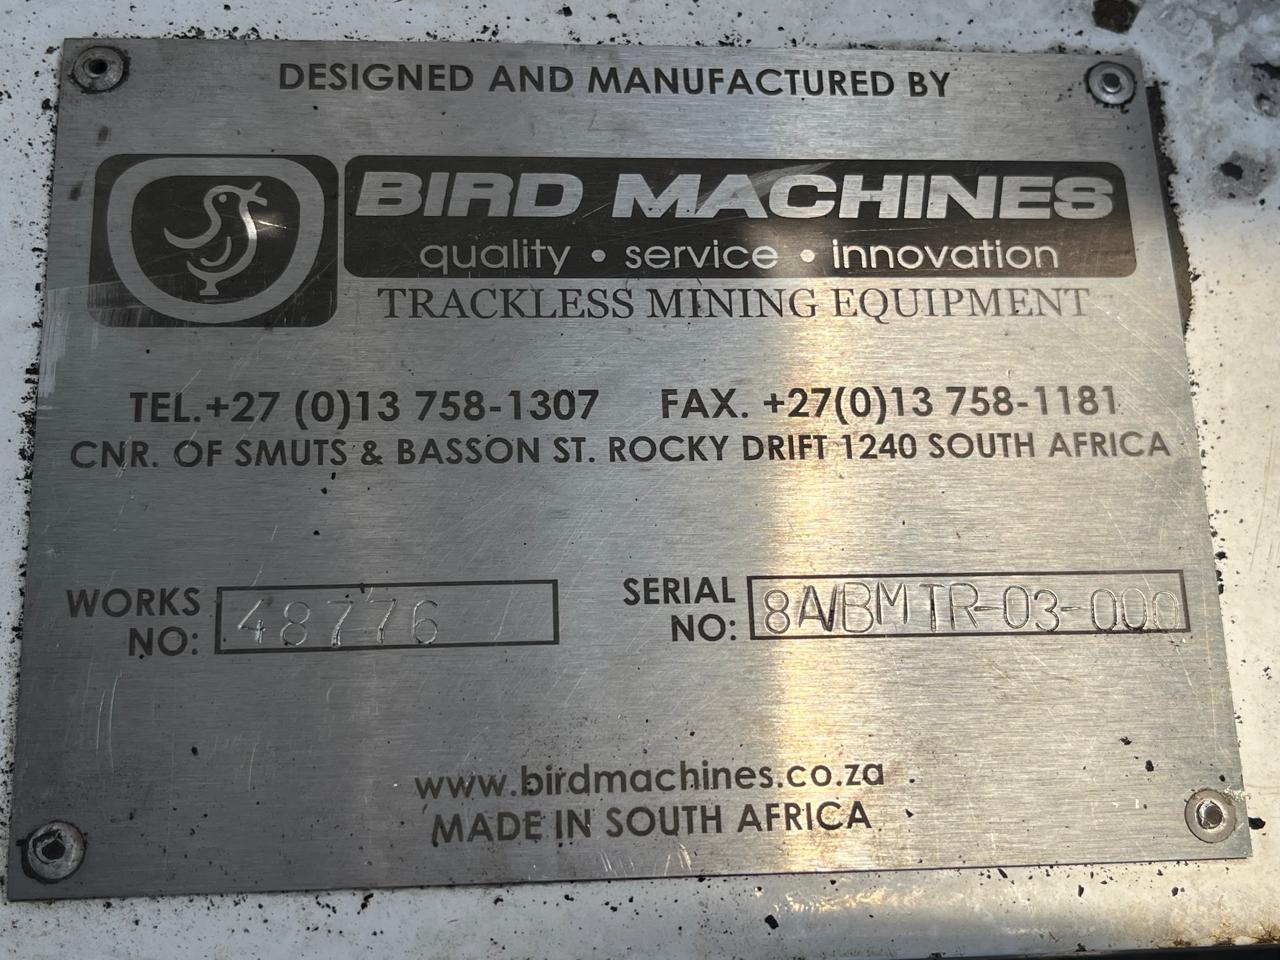 DESIGNED AND MANUFACTURED BY
BIRD MACHINES
quality • service • innovation
TRACKLESS MINING EQUIPMENT
TEL.+27 (0)13 758-1307 FAX. +27(0)13 758-1181
CNR. OF SMUTS & BASSON ST. ROCKY DRIFT 1240 SOUTH AFRICA
WORKS NO: 48776
SERIAL NO: 8A/BMTR-03-000
www.birdmachines.co.za
MADE IN SOUTH AFRICA